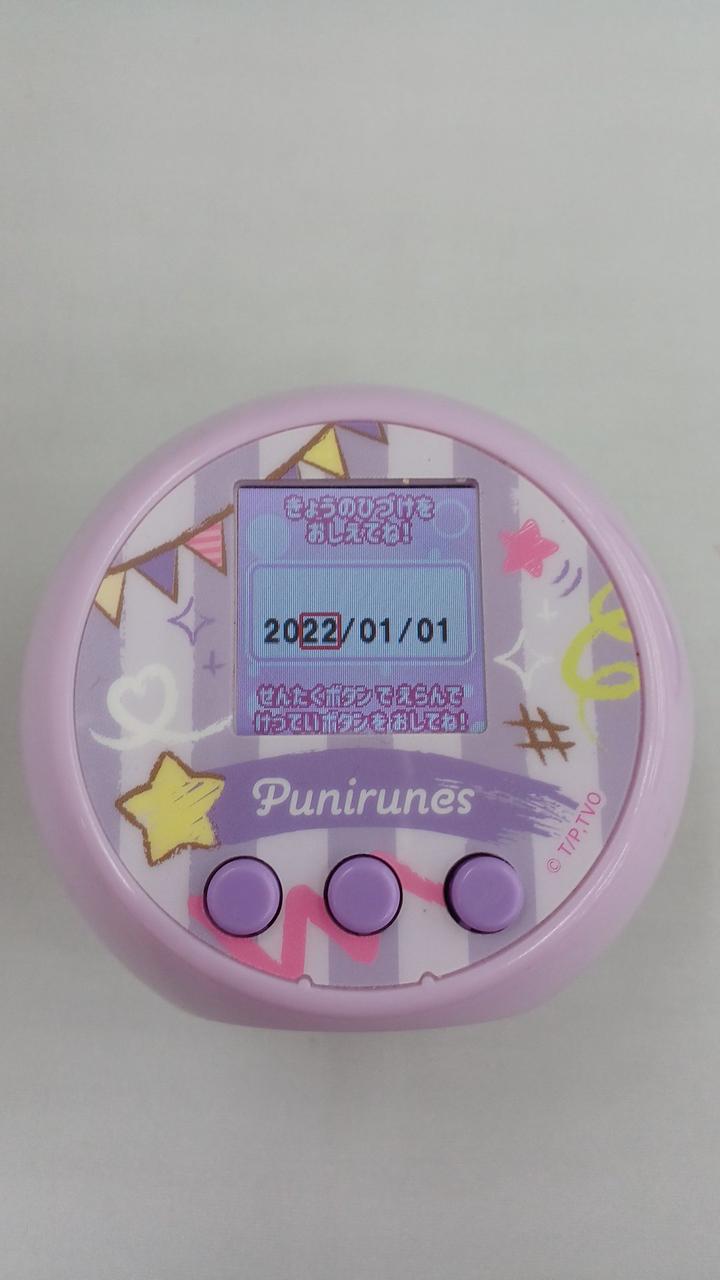 きょうのひづけを
おしえてね!
2022/01/01
せんたくボタンでえらんで
けっていボタンをおしてね!
Punirunes
© T/P,TVO